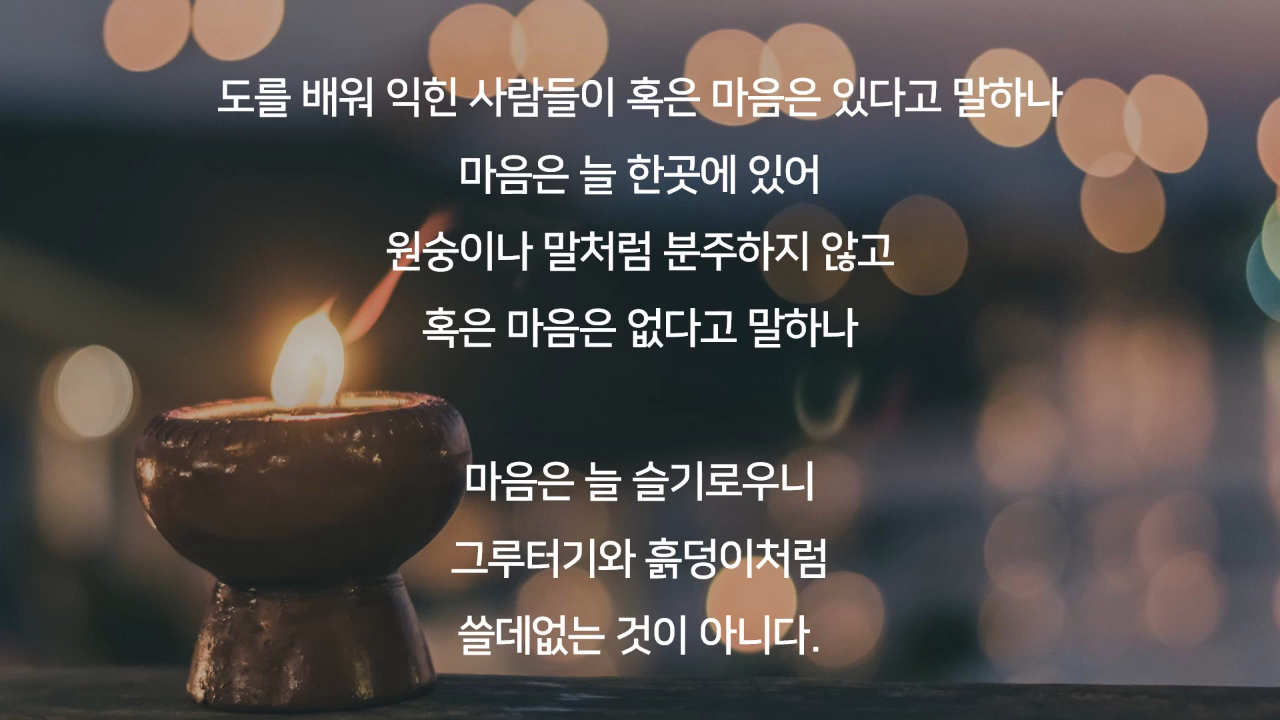 도를 배워 익힌 사람들이 혹은 마음은 있다고 말하나
마음은 늘 한곳에 있어
원숭이나 말처럼 분주하지 않고
혹은 마음은 없다고 말하나
마음은 늘 슬기로우니
그루터기와 흙덩이처럼
쓸데없는 것이 아니다.